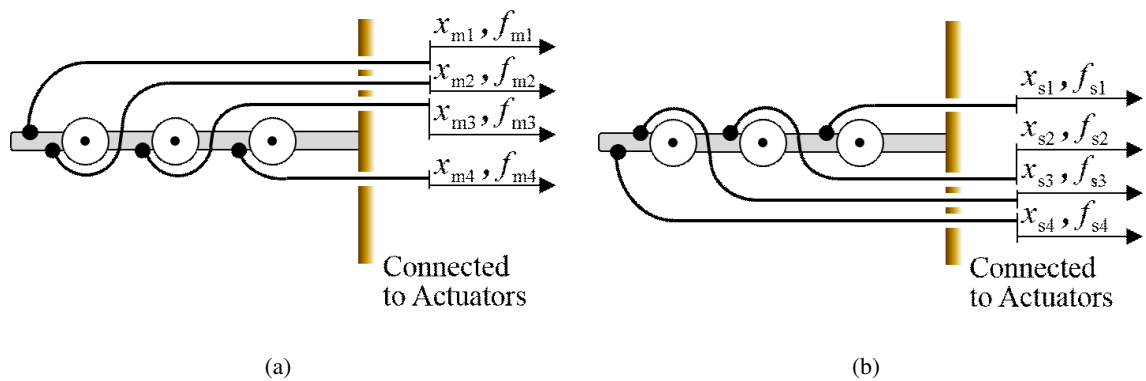 x_m1, f_m1
x_m2, f_m2
x_m3, f_m3
x_m4, f_m4
Connected
to Actuators
(a)
x_s1, f_s1
x_s2, f_s2
x_s3, f_s3
x_s4, f_s4
Connected
to Actuators
(b)